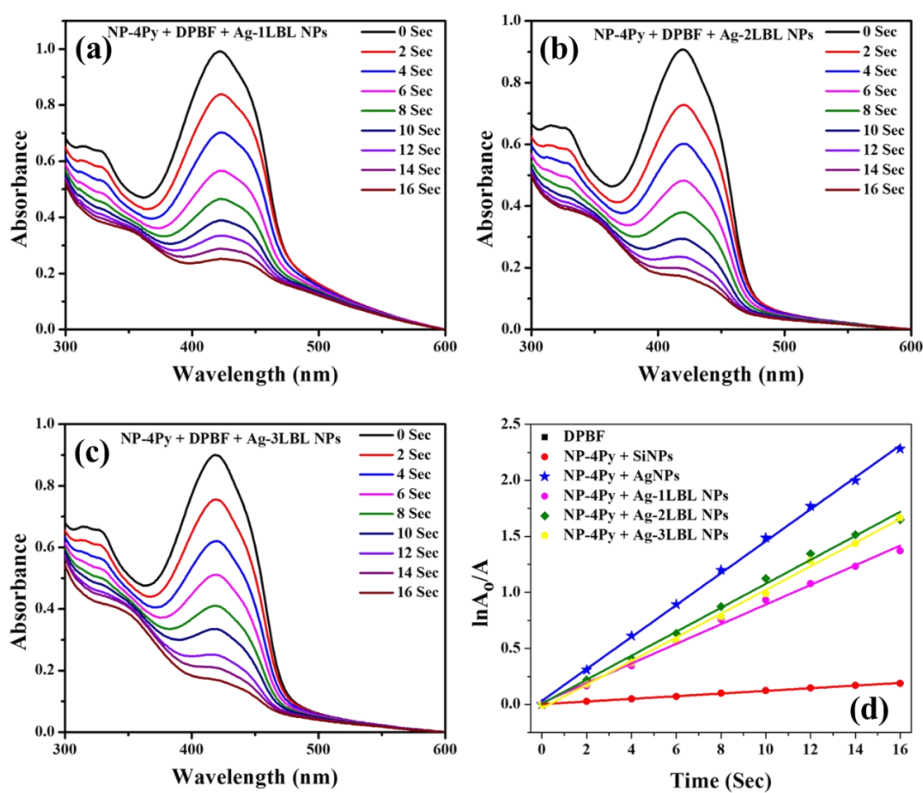 (a)
NP-4Py + DPBF + Ag-1LBL NPs
0 Sec
2 Sec
4 Sec
6 Sec
8 Sec
10 Sec
12 Sec
14 Sec
16 Sec
Absorbance
1.0
0.8
0.6
0.4
0.2
0.0
300
400
500
600
Wavelength (nm)
(b)
NP-4Py + DPBF + Ag-2LBL NPs
0 Sec
2 Sec
4 Sec
6 Sec
8 Sec
10 Sec
12 Sec
14 Sec
16 Sec
Absorbance
1.0
0.8
0.6
0.4
0.2
0.0
300
400
500
600
Wavelength (nm)
(c)
NP-4Py + DPBF + Ag-3LBL NPs
0 Sec
2 Sec
4 Sec
6 Sec
8 Sec
10 Sec
12 Sec
14 Sec
16 Sec
Absorbance
1.0
0.8
0.6
0.4
0.2
0.0
300
400
500
600
Wavelength (nm)
DPBF
NP-4Py + SiNPs
NP-4Py + AgNPs
NP-4Py + Ag-1LBL NPs
NP-4Py + Ag-2LBL NPs
NP-4Py + Ag-3LBL NPs
lnA0/A
2.5
2.0
1.5
1.0
0.5
0.0
(d)
0
2
4
6
8
10
12
14
16
Time (Sec)